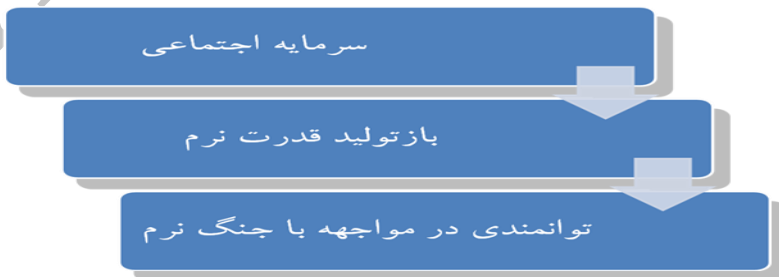 سرمایه اجتماعی
بازتولید قدرت نرم
توانمندی در مواجهه با جنگ نرم